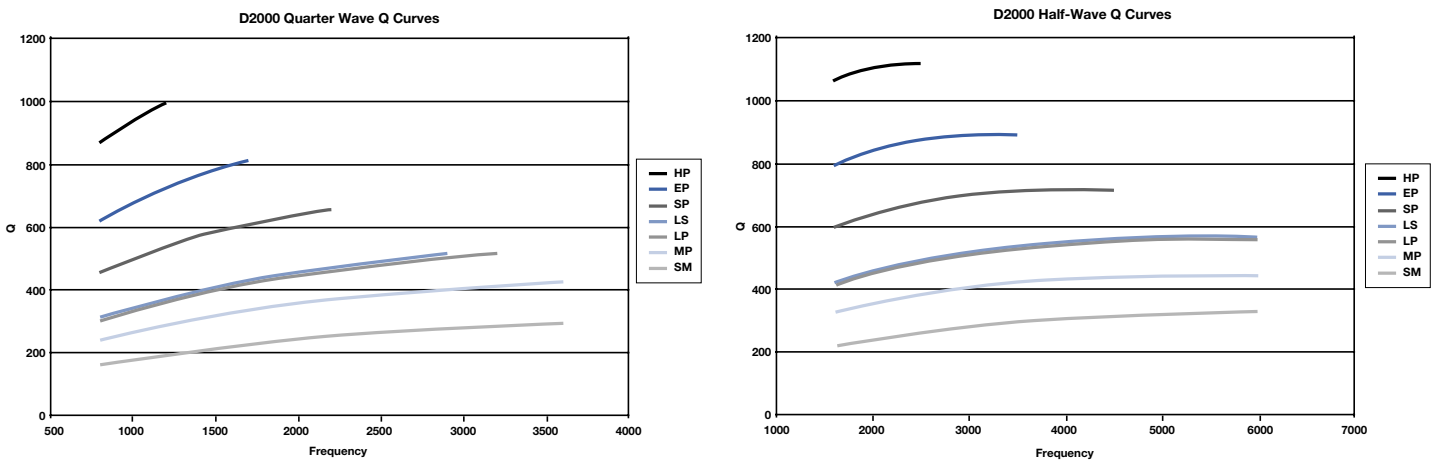 D2000 Quarter Wave Q Curves
1200
1000
800
600
400
200
0
Q
500
1000
1500
2000
2500
3000
3500
4000
Frequency
HP
EP
SP
LS
LP
MP
SM
D2000 Half-Wave Q Curves
1200
1000
800
600
400
200
0
Q
1000
2000
3000
4000
5000
6000
7000
Frequency
HP
EP
SP
LS
LP
MP
SM